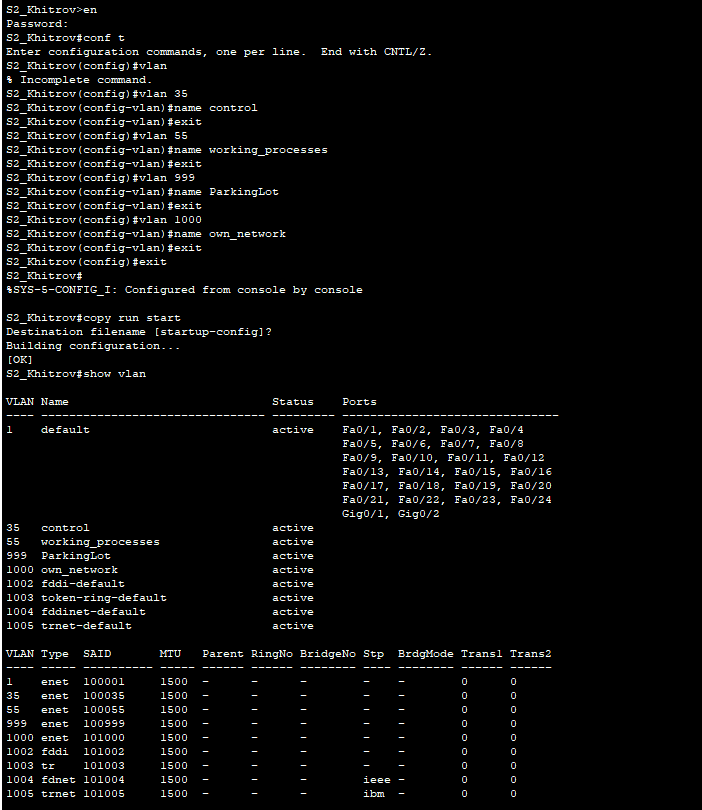 S2_Khitrov>en
Password:
S2_Khitrov#conf t
Enter configuration commands, one per line.  End with CNTL/Z.
S2_Khitrov(config)#vlan
% Incomplete command.
S2_Khitrov(config)#vlan 35
S2_Khitrov(config-vlan)#name control
S2_Khitrov(config-vlan)#exit
S2_Khitrov(config)#vlan 55
S2_Khitrov(config-vlan)#name working_processes
S2_Khitrov(config-vlan)#exit
S2_Khitrov(config)#vlan 999
S2_Khitrov(config-vlan)#name ParkingLot
S2_Khitrov(config-vlan)#exit
S2_Khitrov(config)#vlan 1000
S2_Khitrov(config-vlan)#name own_network
S2_Khitrov(config-vlan)#exit
S2_Khitrov(config)#exit
S2_Khitrov#
%SYS-5-CONFIG_I: Configured from console by console

S2_Khitrov#copy run start
Destination filename [startup-config]?
Building configuration...
[OK]
S2_Khitrov#show vlan

VLAN Name                             Status    Ports
---- -------------------------------- --------- -------------------------------
1    default                          active    Fa0/1, Fa0/2, Fa0/3, Fa0/4
                                                Fa0/5, Fa0/6, Fa0/7, Fa0/8
                                                Fa0/9, Fa0/10, Fa0/11, Fa0/12
                                                Fa0/13, Fa0/14, Fa0/15, Fa0/16
                                                Fa0/17, Fa0/18, Fa0/19, Fa0/20
                                                Fa0/21, Fa0/22, Fa0/23, Fa0/24
                                                Gig0/1, Gig0/2
35   control                          active
55   working_processes                active
999  ParkingLot                       active
1000 own_network                      active
1002 fddi-default                     active
1003 token-ring-default               active
1004 fddinet-default                  active
1005 trnet-default                    active

VLAN Type  SAID       MTU   Parent RingNo BridgeNo Stp  BrdgMode Trans1 Trans2
---- ----- ---------- ----- ------ ------ -------- ---- -------- ------ ------
1    enet  100001     1500  -      -      -        -    -        0      0
35   enet  100035     1500  -      -      -        -    -        0      0
55   enet  100055     1500  -      -      -        -    -        0      0
999  enet  100999     1500  -      -      -        -    -        0      0
1000 enet  101000     1500  -      -      -        -    -        0      0
1002 fddi  101002     1500  -      -      -        -    -        0      0
1003 tr    101003     1500  -      -      -        -    -        0      0
1004 fdnet 101004     1500  -      -      -        ieee -        0      0
1005 trnet 101005     1500  -      -      -        ibm  -        0      0